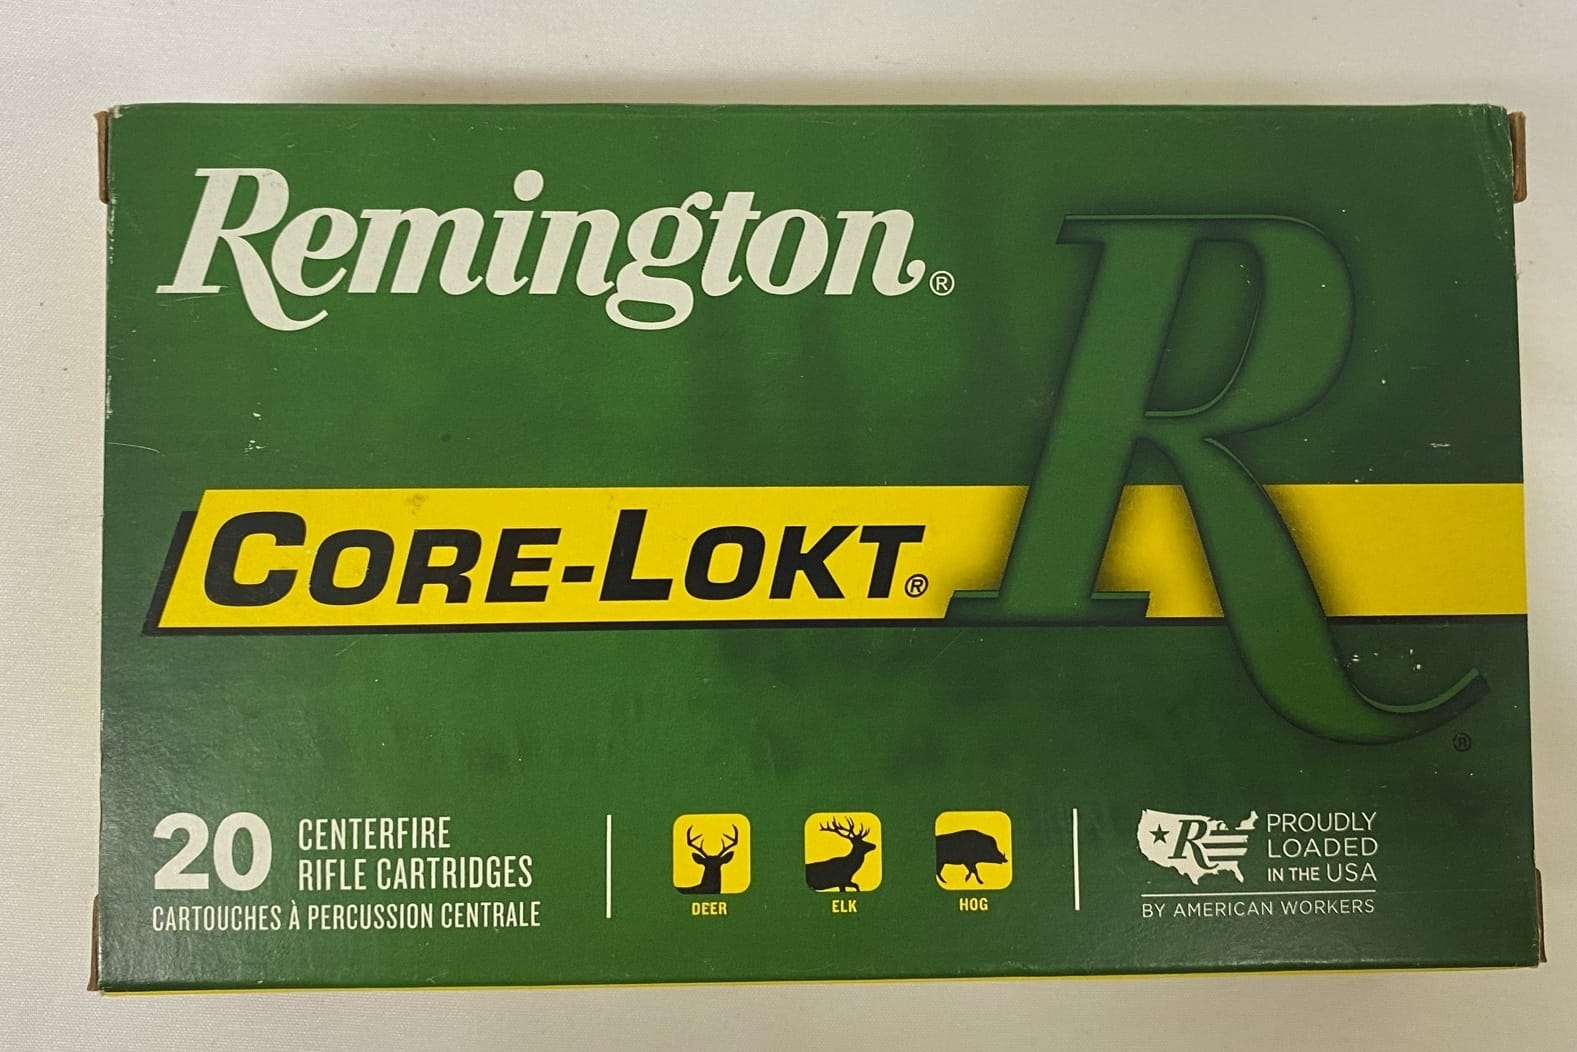 Remington®
CORE-LOKT®
R®
20 CENTERFIRE
RIFLE CARTRIDGES
CARTOUCHES À PERCUSSION CENTRALE
DEER
ELK
HOG
R
PROUDLY
LOADED
IN THE USA
BY AMERICAN WORKERS